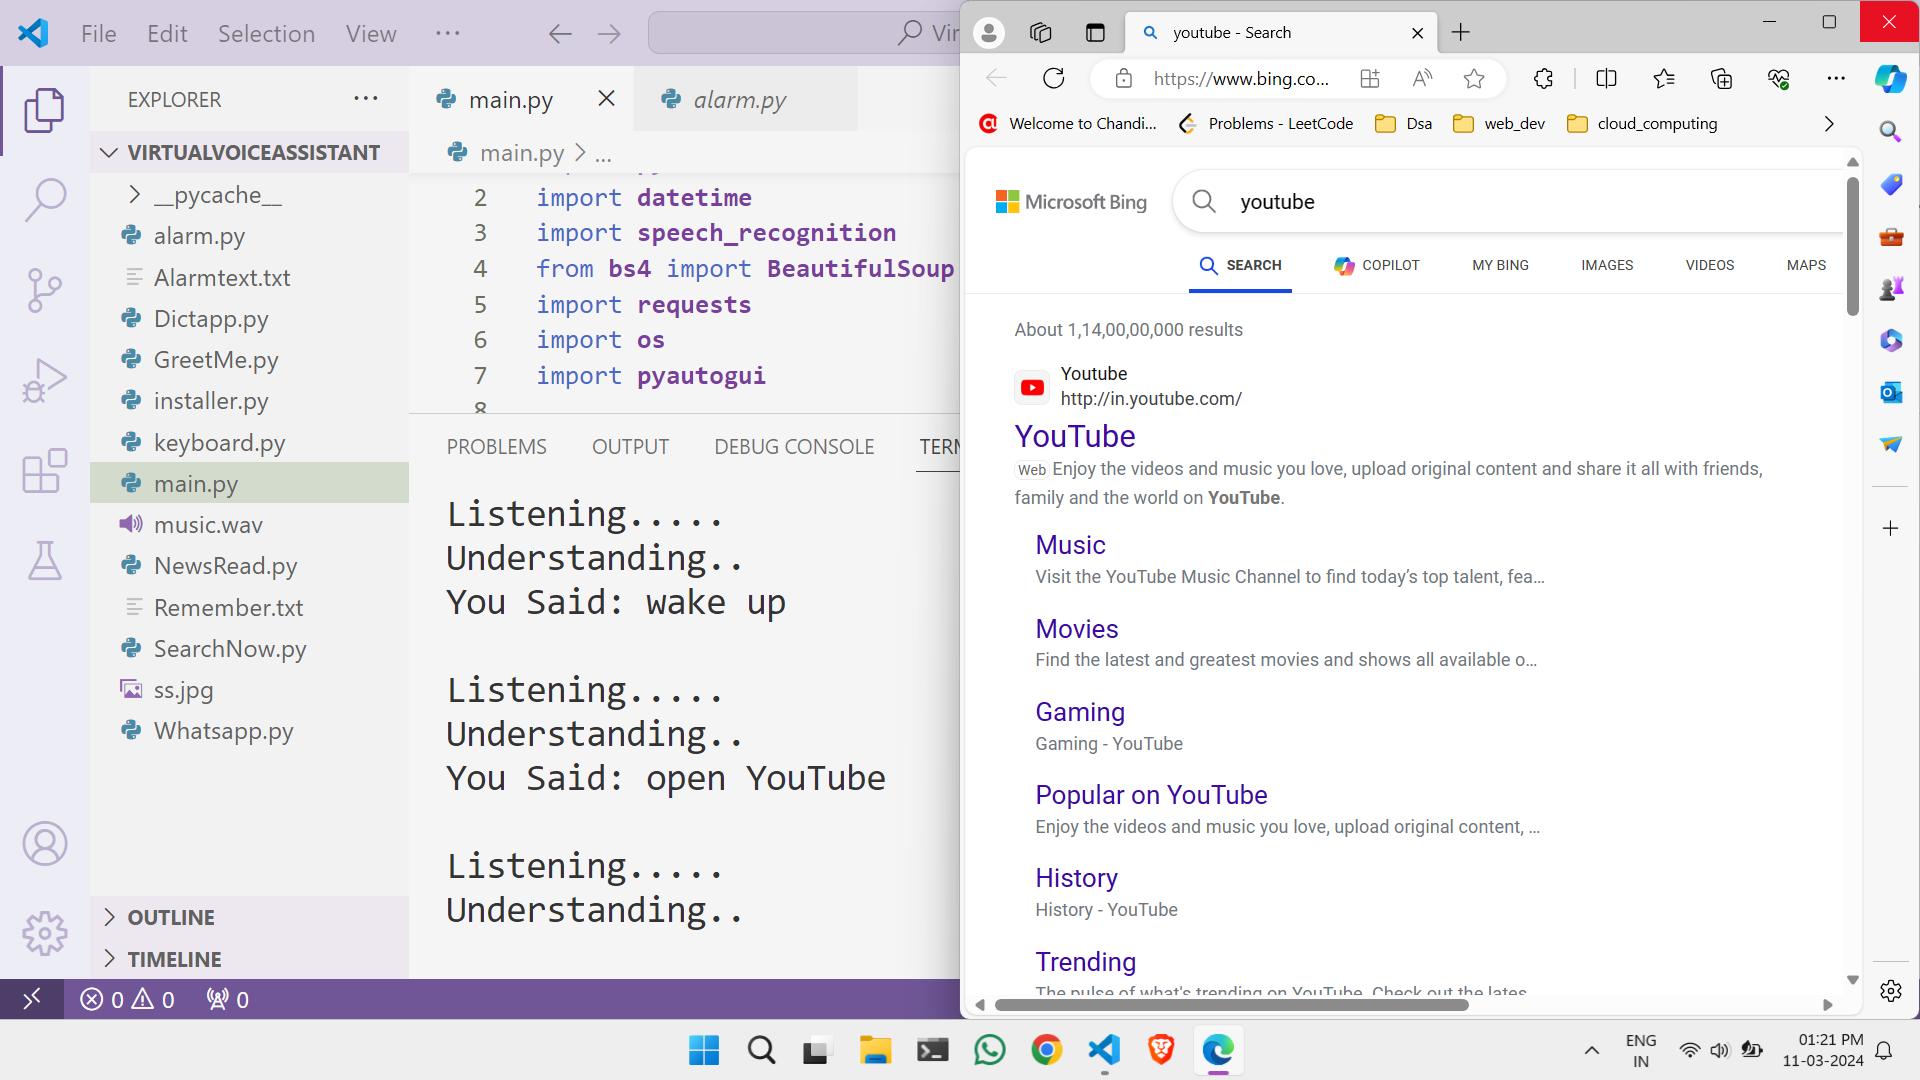 File Edit Selection View ...
Vir
EXPLORER ...
VIRTUALVOICEASSISTANT
__pycache__
alarm.py
Alarmtext.txt
Dictapp.py
GreetMe.py
installer.py
keyboard.py
main.py
music.wav
NewsRead.py
Remember.txt
SearchNow.py
ss.jpg
Whatsapp.py
OUTLINE
TIMELINE
0 0 0
main.py
alarm.py
main.py > ...
2 import datetime
3 import speech_recognition
4 from bs4 import BeautifulSoup
5 import requests
6 import os
7 import pyautogui
8
PROBLEMS OUTPUT DEBUG CONSOLE TERM
Listening.....
Understanding..
You Said: wake up
Listening.....
Understanding..
You Said: open YouTube
Listening.....
Understanding..
youtube - Search
https://www.bing.co...
Welcome to Chandi... Problems - LeetCode Dsa web_dev cloud_computing
Microsoft Bing
youtube
SEARCH COPILOT MY BING IMAGES VIDEOS MAPS
About 1,14,00,00,000 results
Youtube
http://in.youtube.com/
YouTube
Web Enjoy the videos and music you love, upload original content and share it all with friends,
family and the world on YouTube.
Music
Visit the YouTube Music Channel to find today's top talent, fea...
Movies
Find the latest and greatest movies and shows all available o...
Gaming
Gaming - YouTube
Popular on YouTube
Enjoy the videos and music you love, upload original content, ...
History
History - YouTube
Trending
The pulse of what's trending on YouTube. Check out the lates
ENG
IN
01:21 PM
11-03-2024